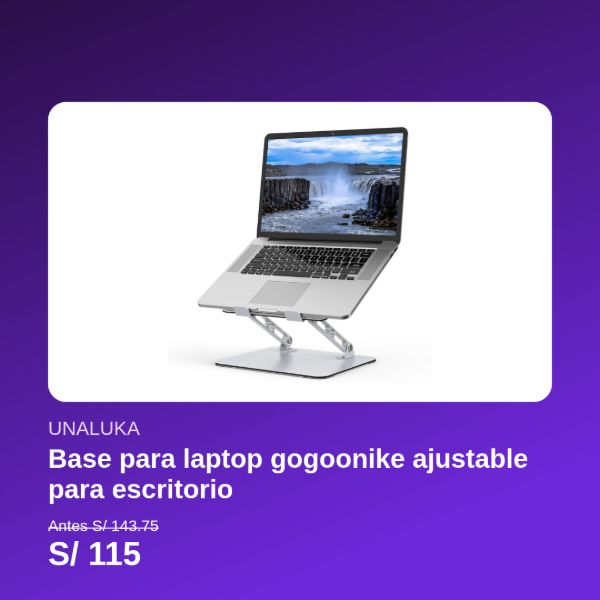 UNALUKA
Base para laptop gogoonike ajustable
para escritorio
Antes S/ 143.75
S/ 115